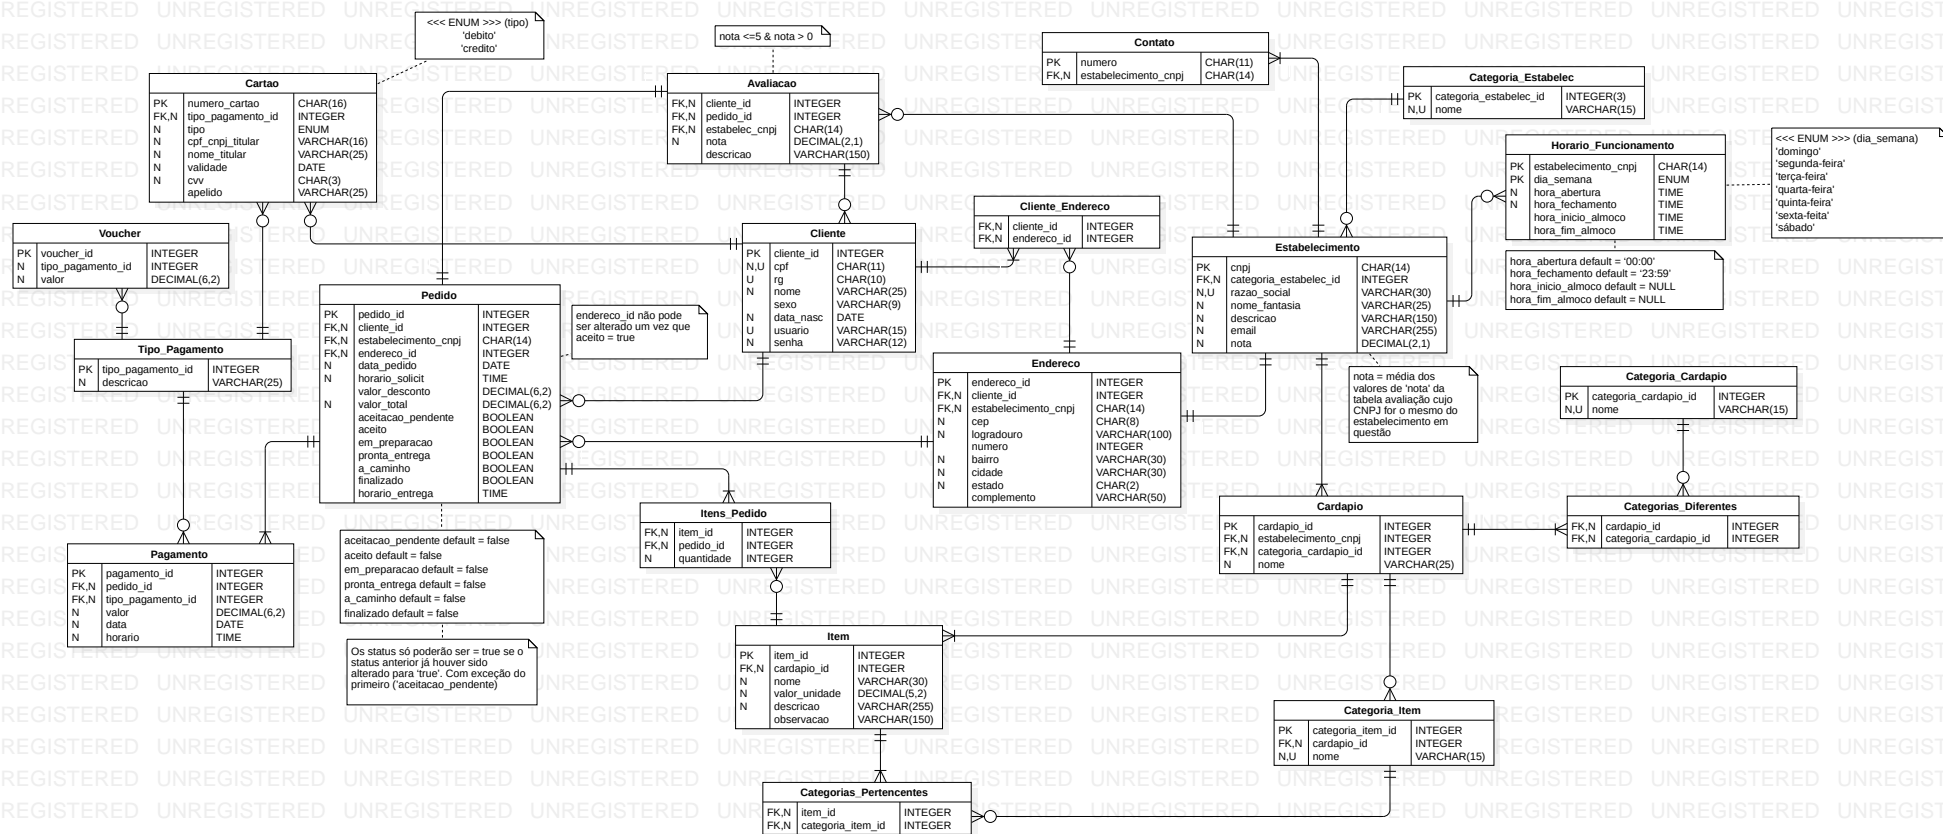 <<< ENUM >>> (tipo)
'debito'
'credito'
nota <=5 & nota > 0
Contato
PK numero CHAR(11)
FK,N estabelecimento_cnpj CHAR(14)
Cartao
PK numero_cartao CHAR(16)
FK,N tipo_pagamento_id INTEGER
N tipo ENUM
N cpf_cnpj_titular VARCHAR(16)
N nome_titular VARCHAR(25)
N validade DATE
N cvv CHAR(3)
apelido VARCHAR(25)
Avaliacao
FK,N cliente_id INTEGER
FK,N pedido_id INTEGER
FK,N estabelec_cnpj CHAR(14)
N nota DECIMAL(2,1)
descricao VARCHAR(150)
Categoria_Estabelec
PK categoria_estabelec_id INTEGER(3)
N,U nome VARCHAR(15)
Horario_Funcionamento
PK estabelecimento_cnpj CHAR(14)
PK dia_semana ENUM
N hora_abertura TIME
N hora_fechamento TIME
hora_inicio_almoco TIME
hora_fim_almoco TIME
<<< ENUM >>> (dia_semana)
'domingo'
'segunda-feira'
'terça-feira'
'quarta-feira'
'quinta-feira'
'sexta-feita'
'sábado'
hora_abertura default = '00:00'
hora_fechamento default = '23:59'
hora_inicio_almoco default = NULL
hora_fim_almoco default = NULL
Voucher
PK voucher_id INTEGER
N tipo_pagamento_id INTEGER
N valor DECIMAL(6,2)
Cliente
PK cliente_id INTEGER
N,U cpf CHAR(11)
U rg CHAR(10)
N nome VARCHAR(25)
sexo VARCHAR(9)
N data_nasc DATE
U usuario VARCHAR(15)
N senha VARCHAR(12)
Cliente_Endereco
FK,N cliente_id INTEGER
FK,N endereco_id INTEGER
Estabelecimento
PK cnpj CHAR(14)
FK,N categoria_estabelec_id INTEGER
N,U razao_social VARCHAR(30)
N nome_fantasia VARCHAR(25)
N descricao VARCHAR(150)
N email VARCHAR(255)
N nota DECIMAL(2,1)
Pedido
PK pedido_id INTEGER
FK,N cliente_id INTEGER
FK,N estabelecimento_cnpj CHAR(14)
FK,N endereco_id INTEGER
N data_pedido DATE
N horario_solicit TIME
valor_desconto DECIMAL(6,2)
N valor_total DECIMAL(6,2)
aceitacao_pendente BOOLEAN
aceito BOOLEAN
em_preparacao BOOLEAN
pronta_entrega BOOLEAN
a_caminho BOOLEAN
finalizado BOOLEAN
horario_entrega TIME
endereco_id não pode
ser alterado um vez que
aceito = true
Tipo_Pagamento
PK tipo_pagamento_id INTEGER
N descricao VARCHAR(25)
Endereco
PK endereco_id INTEGER
FK,N cliente_id INTEGER
FK,N estabelecimento_cnpj CHAR(14)
N cep CHAR(8)
N logradouro VARCHAR(100)
numero INTEGER
N bairro VARCHAR(30)
N cidade VARCHAR(30)
N estado CHAR(2)
complemento VARCHAR(50)
nota = média dos
valores de 'nota' da
tabela avaliação cujo
CNPJ for o mesmo do
estabelecimento em
questão
Categoria_Cardapio
PK categoria_cardapio_id INTEGER
N,U nome VARCHAR(15)
Cardapio
PK cardapio_id INTEGER
FK,N estabelecimento_cnpj INTEGER
FK,N categoria_cardapio_id INTEGER
N nome VARCHAR(25)
Categorias_Diferentes
FK,N cardapio_id INTEGER
FK,N categoria_cardapio_id INTEGER
Itens_Pedido
FK,N item_id INTEGER
FK,N pedido_id INTEGER
N quantidade INTEGER
Pagamento
PK pagamento_id INTEGER
FK,N pedido_id INTEGER
FK,N tipo_pagamento_id INTEGER
N valor DECIMAL(6,2)
N data DATE
N horario TIME
aceitacao_pendente default = false
aceito default = false
em_preparacao default = false
pronta_entrega default = false
a_caminho default = false
finalizado default = false
Os status só poderão ser = true se o
status anterior já houver sido
alterado para 'true'. Com exceção do
primeiro ('aceitacao_pendente)
Item
PK item_id INTEGER
FK,N cardapio_id INTEGER
N nome VARCHAR(30)
N valor_unidade DECIMAL(5,2)
N descricao VARCHAR(255)
observacao VARCHAR(150)
Categoria_Item
PK categoria_item_id INTEGER
FK,N cardapio_id INTEGER
N,U nome VARCHAR(15)
Categorias_Pertencentes
FK,N item_id INTEGER
FK,N categoria_item_id INTEGER
UNREGISTERED